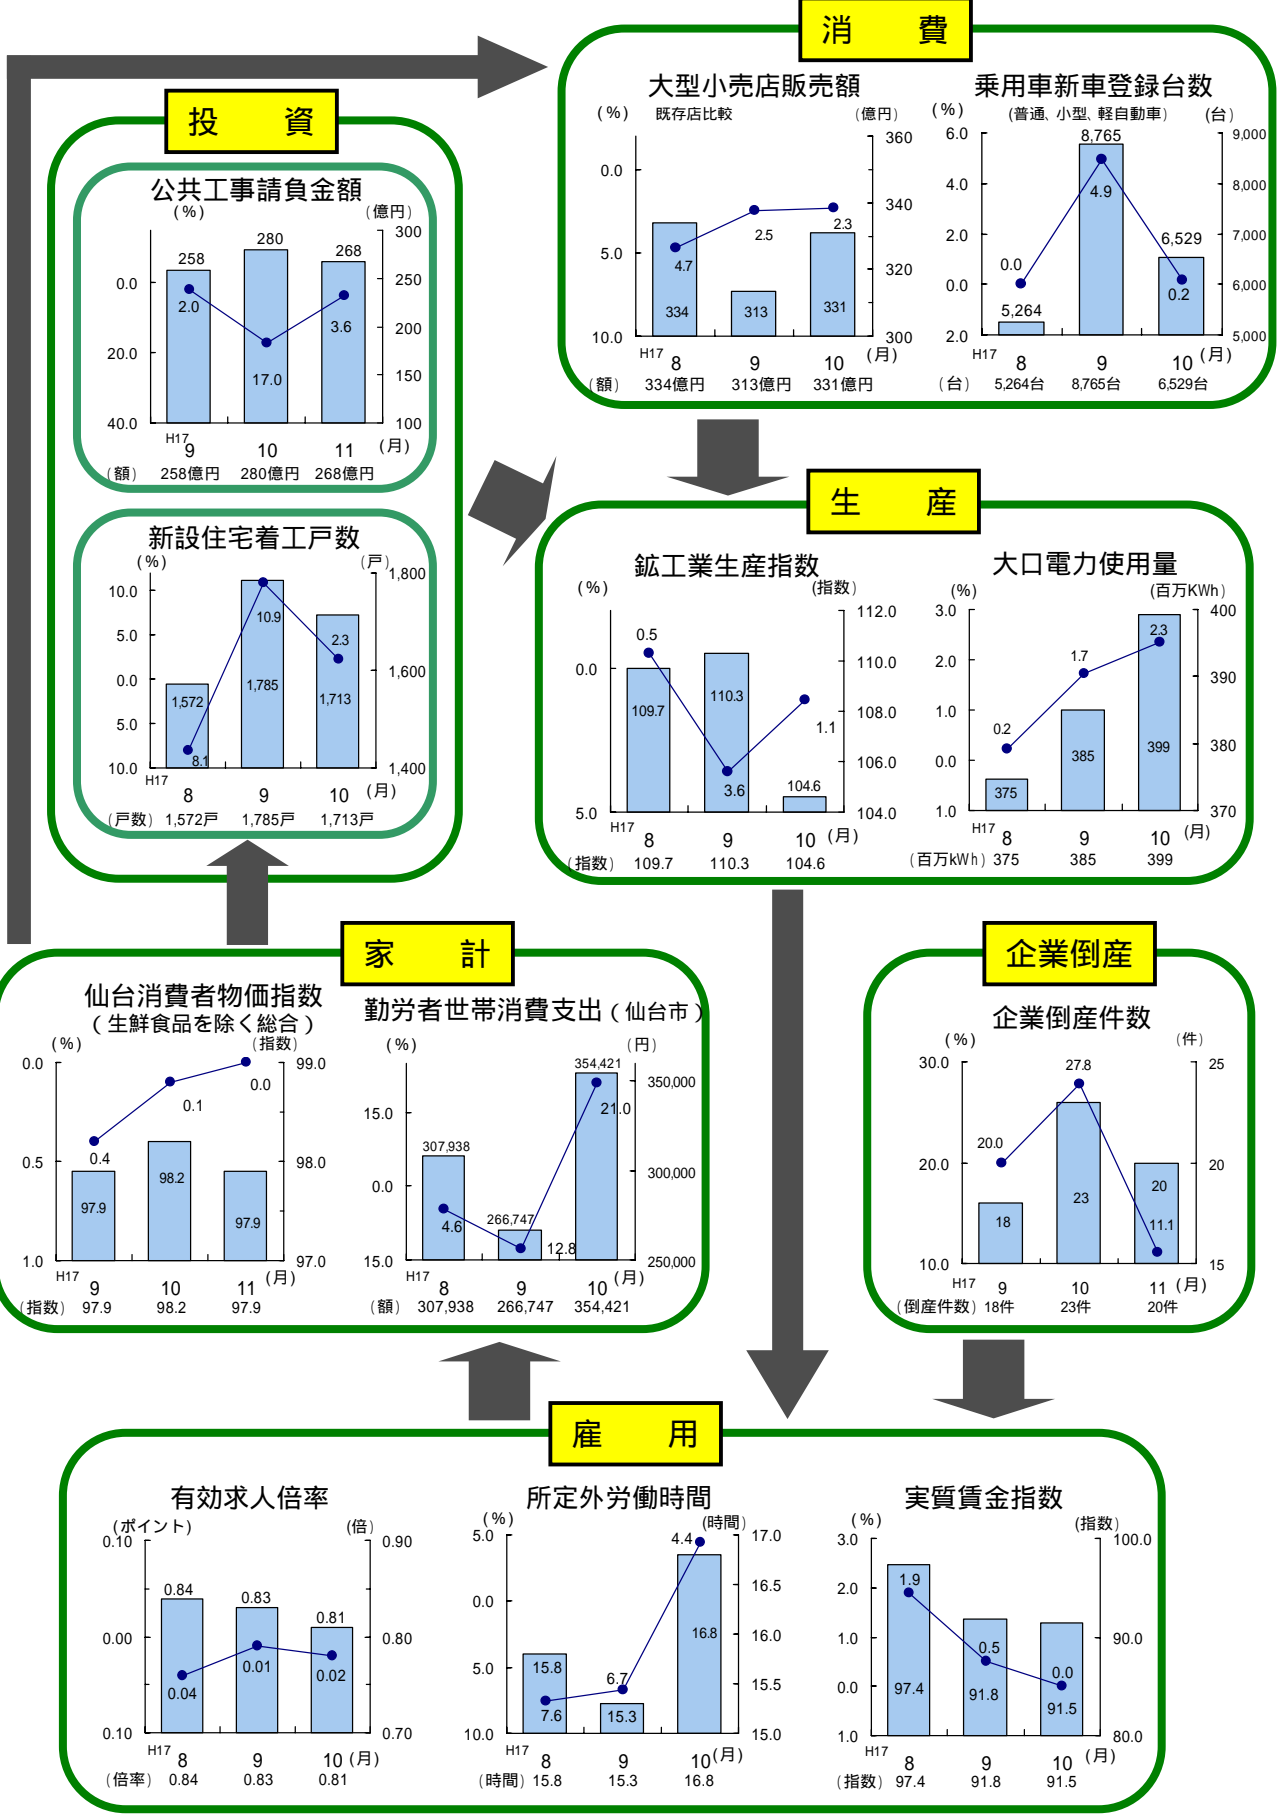 消　費
大型小売店販売額
(%)
既存店比較
(億円)
0.0
5.0
10.0
360
340
320
300
4.7
2.5
2.3
334
313
331
H17
8
9
10
(月)
(額)
334億円
313億円
331億円
乗用車新車登録台数
(%)
(普通、小型、軽自動車)
(台)
6.0
4.0
2.0
0.0
2.0
9,000
8,000
7,000
6,000
5,000
8,765
4.9
6,529
0.0
5,264
0.2
H17
8
9
10
(月)
(台)
5,264台
8,765台
6,529台
投　資
公共工事請負金額
(%)
(億円)
0.0
20.0
40.0
300
250
200
150
100
258
280
268
2.0
17.0
3.6
H17
9
10
11
(月)
(額)
258億円
280億円
268億円
新設住宅着工戸数
(%)
(戸)
10.0
5.0
0.0
5.0
10.0
1,800
1,600
1,400
10.9
2.3
1,572
1,785
1,713
8.1
H17
8
9
10
(月)
(戸数)
1,572戸
1,785戸
1,713戸
生　産
鉱工業生産指数
(%)
(指数)
0.0
5.0
112.0
110.0
108.0
106.0
104.0
0.5
109.7
110.3
3.6
1.1
104.6
H17
8
9
10
(月)
(指数)
109.7
110.3
104.6
大口電力使用量
(%)
(百万KWh)
3.0
2.0
1.0
0.0
1.0
400
390
380
370
0.2
1.7
2.3
375
385
399
H17
8
9
10
(月)
(百万kWh)
375
385
399
家　計
仙台消費者物価指数
(生鮮食品を除く総合)
(%)
(指数)
0.0
0.5
1.0
99.0
98.0
97.0
0.4
0.1
0.0
97.9
98.2
97.9
H17
9
10
11
(月)
(指数)
97.9
98.2
97.9
勤労者世帯消費支出(仙台市)
(%)
(円)
15.0
0.0
15.0
350,000
300,000
250,000
307,938
266,747
354,421
4.6
12.8
21.0
H17
8
9
10
(月)
(額)
307,938
266,747
354,421
企業倒産
企業倒産件数
(%)
(件)
30.0
20.0
10.0
25
20
15
20.0
27.8
11.1
18
23
20
H17
9
10
11
(月)
(倒産件数)
18件
23件
20件
雇　用
有効求人倍率
(ポイント)
(倍)
0.10
0.00
0.10
0.90
0.80
0.70
0.84
0.83
0.81
0.04
0.01
0.02
H17
8
9
10
(月)
(倍率)
0.84
0.83
0.81
所定外労働時間
(%)
(時間)
5.0
0.0
5.0
10.0
17.0
16.5
16.0
15.5
15.0
4.4
6.7
7.6
15.8
15.3
16.8
H17
8
9
10
(月)
(時間)
15.8
15.3
16.8
実質賃金指数
(%)
(指数)
3.0
2.0
1.0
0.0
1.0
100.0
90.0
80.0
1.9
0.5
0.0
97.4
91.8
91.5
H17
8
9
10
(月)
(指数)
97.4
91.8
91.5